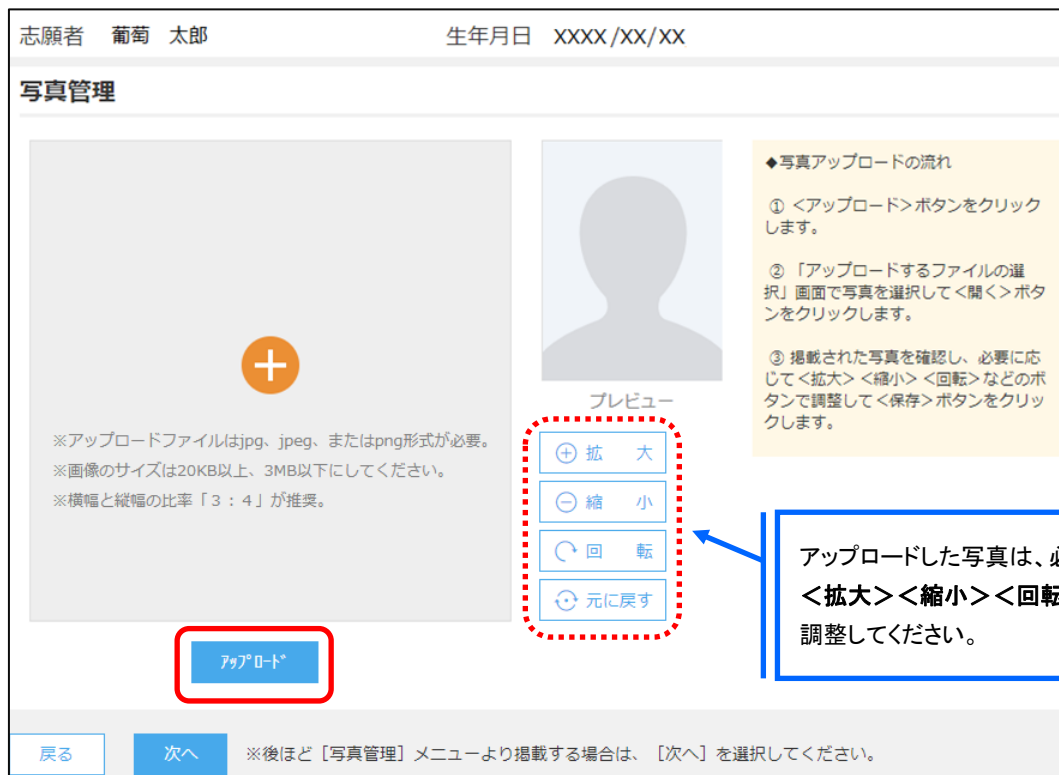 志願者 葡萄 太郎 生年月日 XXXX/XX/XX
写真管理
※アップロードファイルはjpg、jpeg、またはpng形式が必要。
※画像のサイズは20KB以上、3MB以下にしてください。
※横幅と縦幅の比率「3:4」が推奨。
アップロード
プレビュー
拡 大
縮 小
回 転
元に戻す
◆写真アップロードの流れ
① <アップロード>ボタンをクリック
します。
② 「アップロードするファイルの選
択」画面で写真を選択して<開く>ボタ
ンをクリックします。
③ 掲載された写真を確認し、必要に応
じて<拡大> <縮小> <回転>などのボ
タンで調整して<保存>ボタンをクリッ
クします。
アップロードした写真は、必
<拡大><縮小><回転
調整してください。
戻る 次へ ※後ほど［写真管理］メニューより掲載する場合は、［次へ］を選択してください。